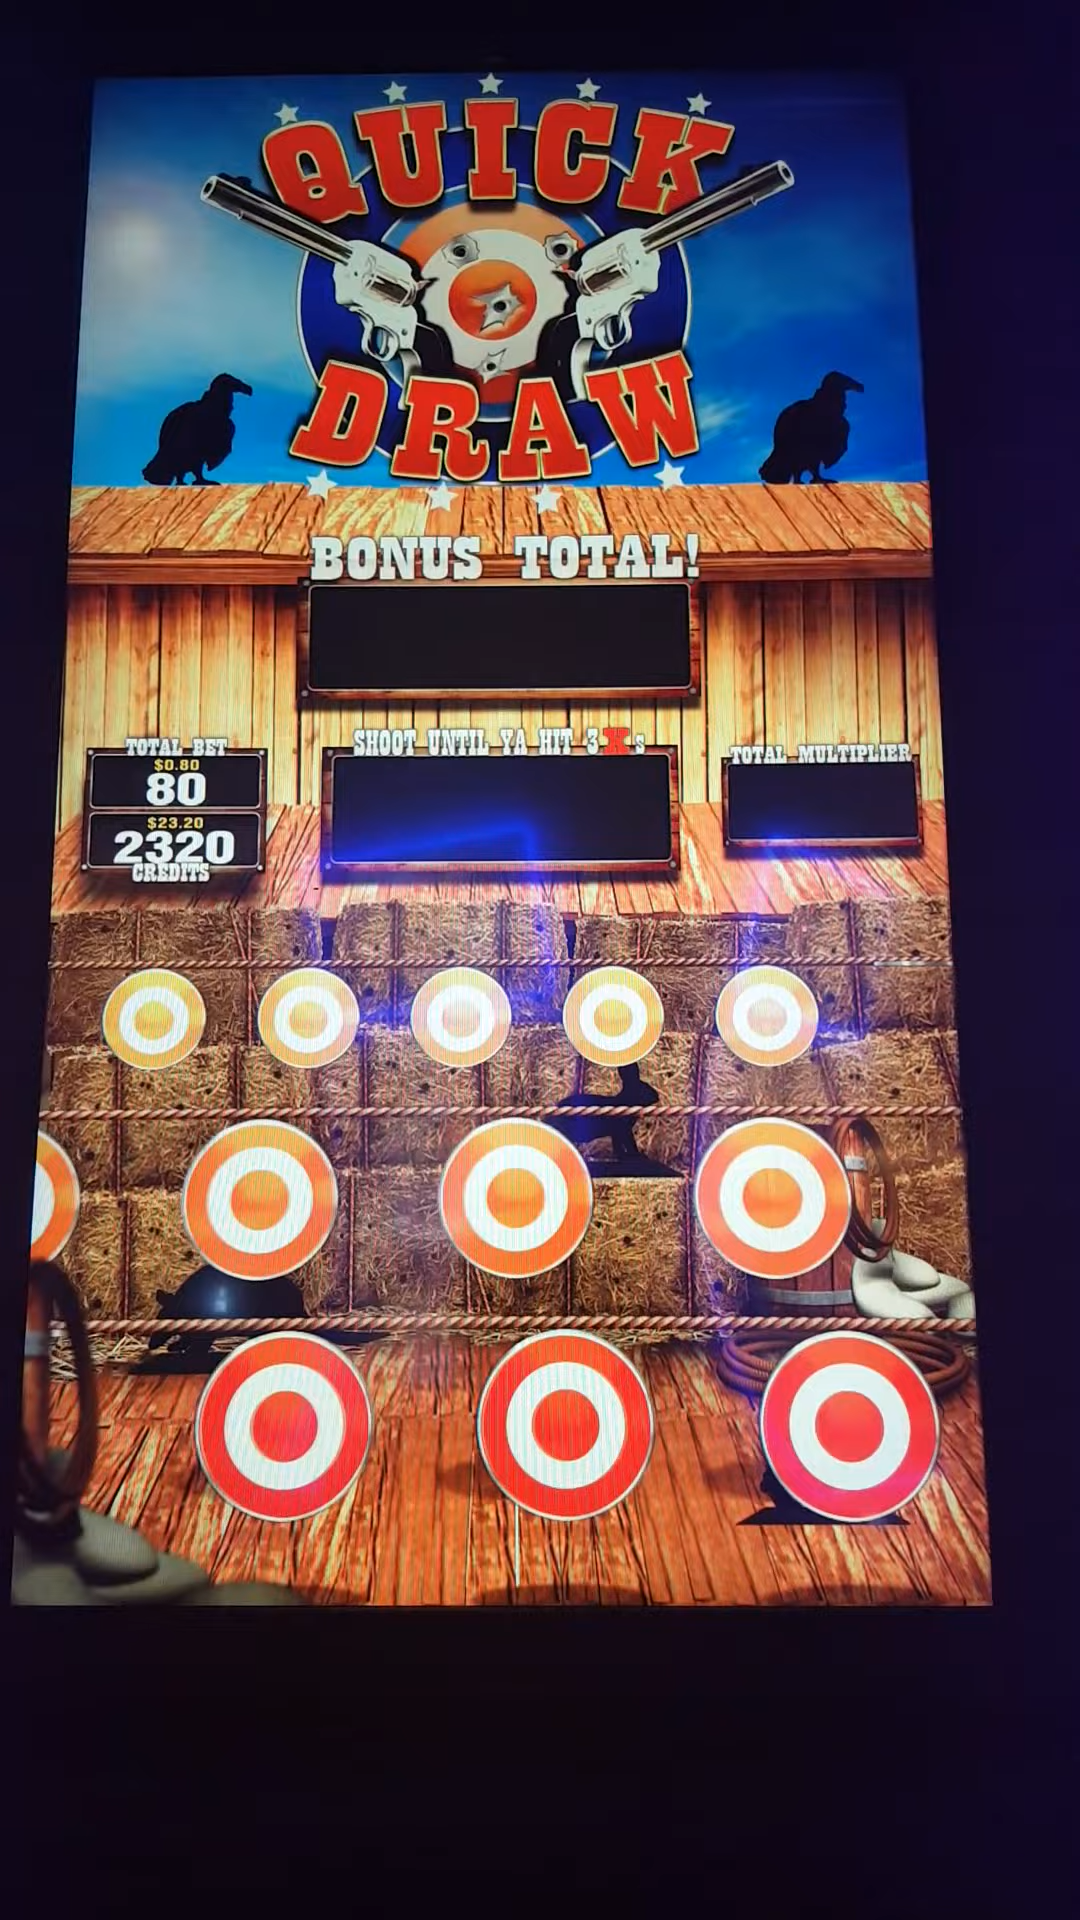 QUICK
DRAW
BONUS TOTAL!
TOTAL BET
$0.80
80
$23.20
2320
CREDITS
SHOOT UNTIL YA HIT 3 X s
TOTAL MULTIPLIER